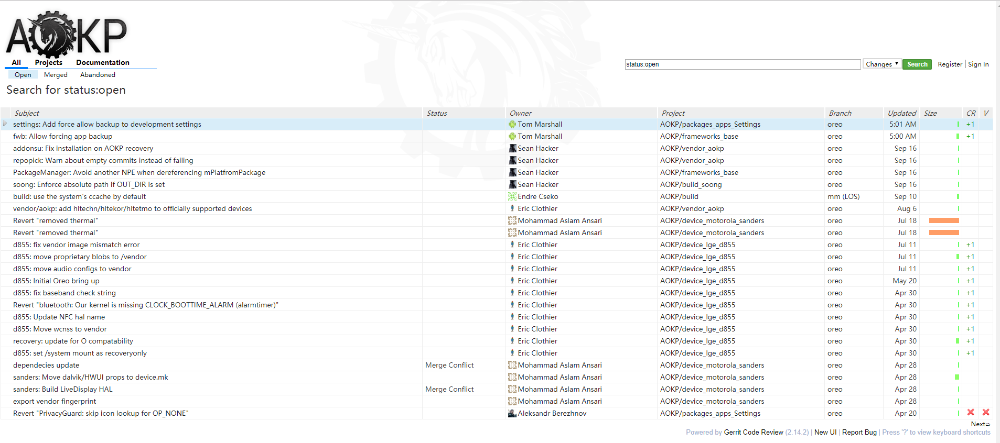 AOKP
All Projects Documentation
status:open Changes ▼ Search Register | Sign In
Open Merged Abandoned
Search for status:open
Subject Status Owner Project Branch Updated Size CR V
settings: Add force allow backup to development settings Tom Marshall AOKP/packages_apps_Settings oreo 5:01 AM +1
fwb: Allow forcing app backup Tom Marshall AOKP/frameworks_base oreo 5:00 AM +1
addonsu: Fix installation on AOKP recovery Sean Hacker AOKP/vendor_aokp oreo Sep 16
repopick: Warn about empty commits instead of failing Sean Hacker AOKP/vendor_aokp oreo Sep 16
PackageManager: Avoid another NPE when dereferencing mPlatfromPackage Sean Hacker AOKP/frameworks_base oreo Sep 16
soong: Enforce absolute path if OUT_DIR is set Sean Hacker AOKP/build_soong oreo Sep 16
build: use the system's ccache by default Endre Cseko AOKP/build mm (LOS) Sep 10
vendor/aokp: add hltechn/hltekor/hltetmo to officially supported devices Eric Clothier AOKP/vendor_aokp oreo Aug 6
Revert "removed thermal" Mohammad Aslam Ansari AOKP/device_motorola_sanders oreo Jul 18
Revert "removed thermal" Mohammad Aslam Ansari AOKP/device_motorola_sanders oreo Jul 18
d855: fix vendor image mismatch error Eric Clothier AOKP/device_lge_d855 oreo Jul 11 +1
d855: move proprietary blobs to /vendor Eric Clothier AOKP/device_lge_d855 oreo Jul 11 +1
d855: move audio configs to vendor Eric Clothier AOKP/device_lge_d855 oreo Jul 11 +1
d855: Initial Oreo bring up Eric Clothier AOKP/device_lge_d855 oreo May 20 +1
d855: fix baseband check string Eric Clothier AOKP/device_lge_d855 oreo Apr 30 +1
Revert "bluetooth: Our kernel is missing CLOCK_BOOTTIME_ALARM (alarmtimer)" Eric Clothier AOKP/device_lge_d855 oreo Apr 30 +1
d855: Update NFC hal name Eric Clothier AOKP/device_lge_d855 oreo Apr 30 +1
d855: Move wcnss to vendor Eric Clothier AOKP/device_lge_d855 oreo Apr 30 +1
recovery: update for O compatability Eric Clothier AOKP/device_lge_d855 oreo Apr 30 +1
d855: set /system mount as recoveryonly Eric Clothier AOKP/device_lge_d855 oreo Apr 30 +1
dependecies update Merge Conflict Mohammad Aslam Ansari AOKP/device_motorola_sanders oreo Apr 28
sanders: Move dalvik/HWUI props to device.mk Mohammad Aslam Ansari AOKP/device_motorola_sanders oreo Apr 28
sanders: Build LiveDisplay HAL Merge Conflict Mohammad Aslam Ansari AOKP/device_motorola_sanders oreo Apr 28
export vendor fingerprint Mohammad Aslam Ansari AOKP/device_motorola_sanders oreo Apr 28
Revert "PrivacyGuard: skip icon lookup for OP_NONE" Aleksandr Berezhnov AOKP/packages_apps_Settings oreo Apr 20
Next⇨
Powered by Gerrit Code Review (2.14.2) | New UI | Report Bug | Press '?' to view keyboard shortcuts